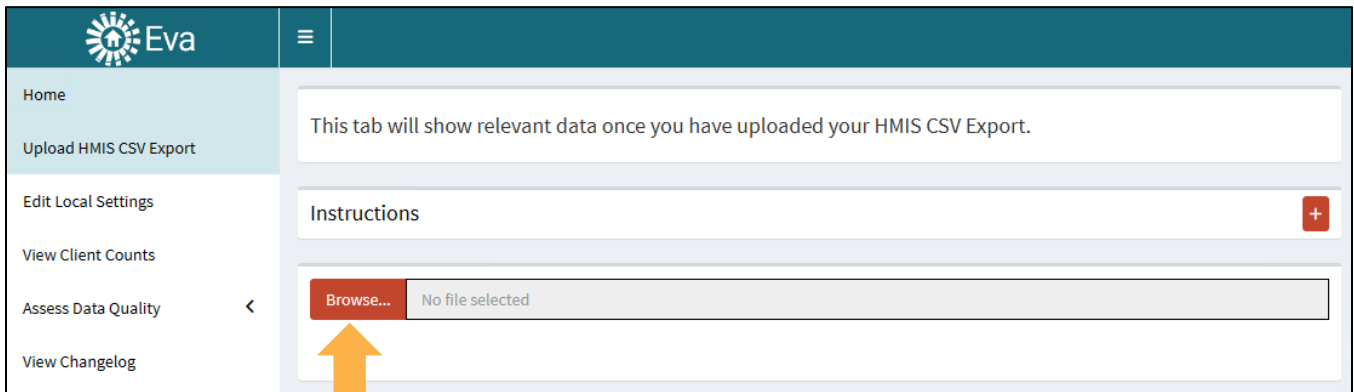 Eva
Home
Upload HMIS CSV Export
Edit Local Settings
View Client Counts
Assess Data Quality
View Changelog
This tab will show relevant data once you have uploaded your HMIS CSV Export.
Instructions
+
Browse... No file selected